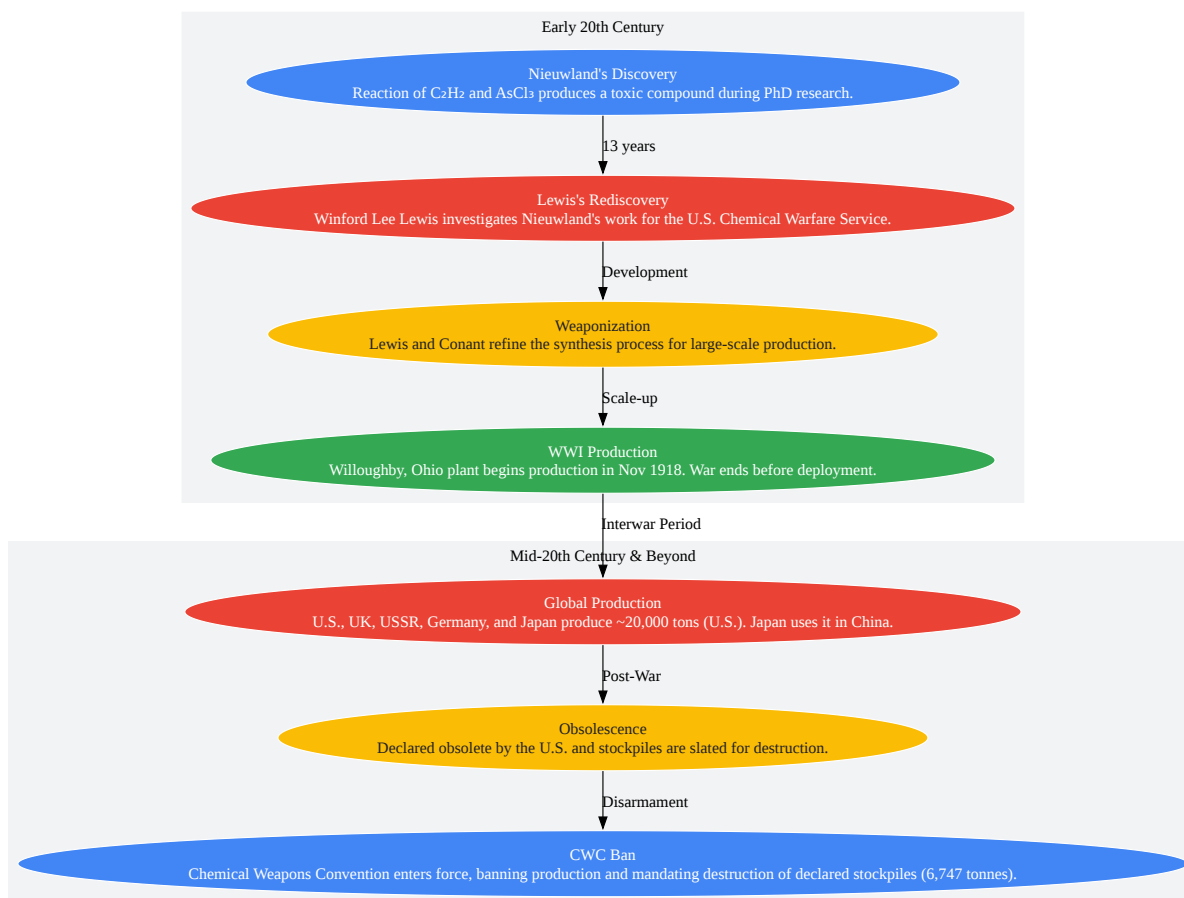 Early 20th Century
Nieuwland's Discovery
Reaction of C₂H₂ and AsCl₃ produces a toxic compound during PhD research.
13 years
Lewis's Rediscovery
Winford Lee Lewis investigates Nieuwland's work for the U.S. Chemical Warfare Service.
Development
Weaponization
Lewis and Conant refine the synthesis process for large-scale production.
Scale-up
WWI Production
Willoughby, Ohio plant begins production in Nov 1918. War ends before deployment.
Interwar Period
Mid-20th Century & Beyond
Global Production
U.S., UK, USSR, Germany, and Japan produce ~20,000 tons (U.S.). Japan uses it in China.
Post-War
Obsolescence
Declared obsolete by the U.S. and stockpiles are slated for destruction.
Disarmament
CWC Ban
Chemical Weapons Convention enters force, banning production and mandating destruction of declared stockpiles (6,747 tonnes).